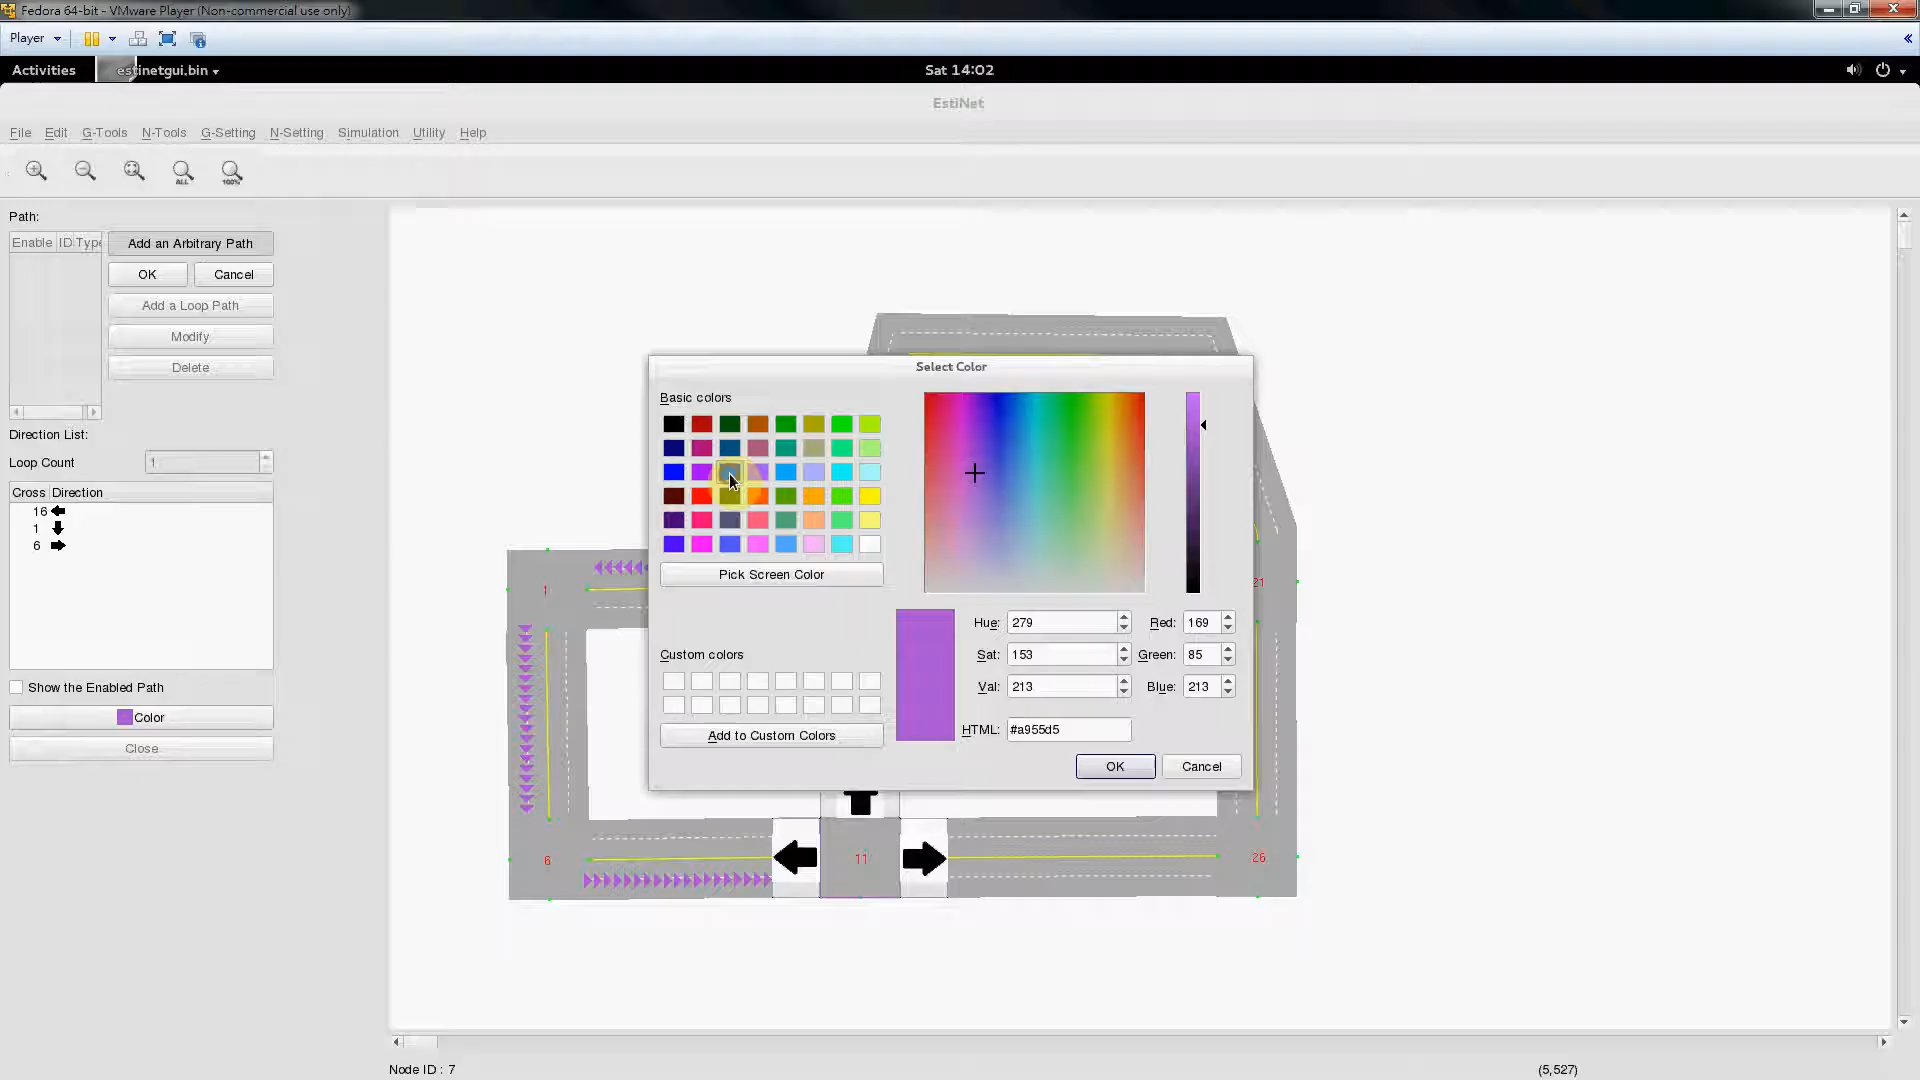 Fedora 64-bit - VMware Player (Non-commercial use only)
Player
Activities estinetgui.bin Sat 14:02
EstiNet
File Edit G-Tools N-Tools G-Setting N-Setting Simulation Utility Help
ALL 100%
Path:
Enable ID Type
Add an Arbitrary Path
OK Cancel
Add a Loop Path
Modify
Delete
Direction List:
Loop Count 1
Cross Direction
16
1
6
Show the Enabled Path
Color
Close
Select Color
Basic colors
Pick Screen Color
Custom colors
Add to Custom Colors
Hue: 279 Red: 169
Sat: 153 Green: 85
Val: 213 Blue: 213
HTML: #a955d5
OK Cancel
1
21
6
11
26
Node ID : 7
(5,527)